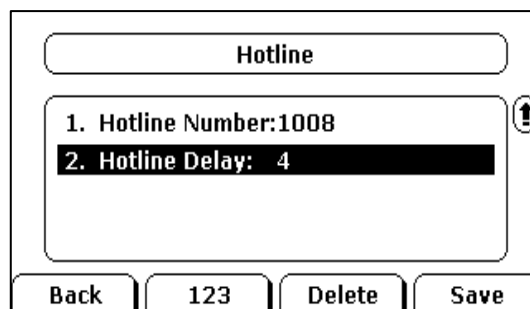 Hotline
1. Hotline Number:1008
2. Hotline Delay: 4
Back 123 Delete Save